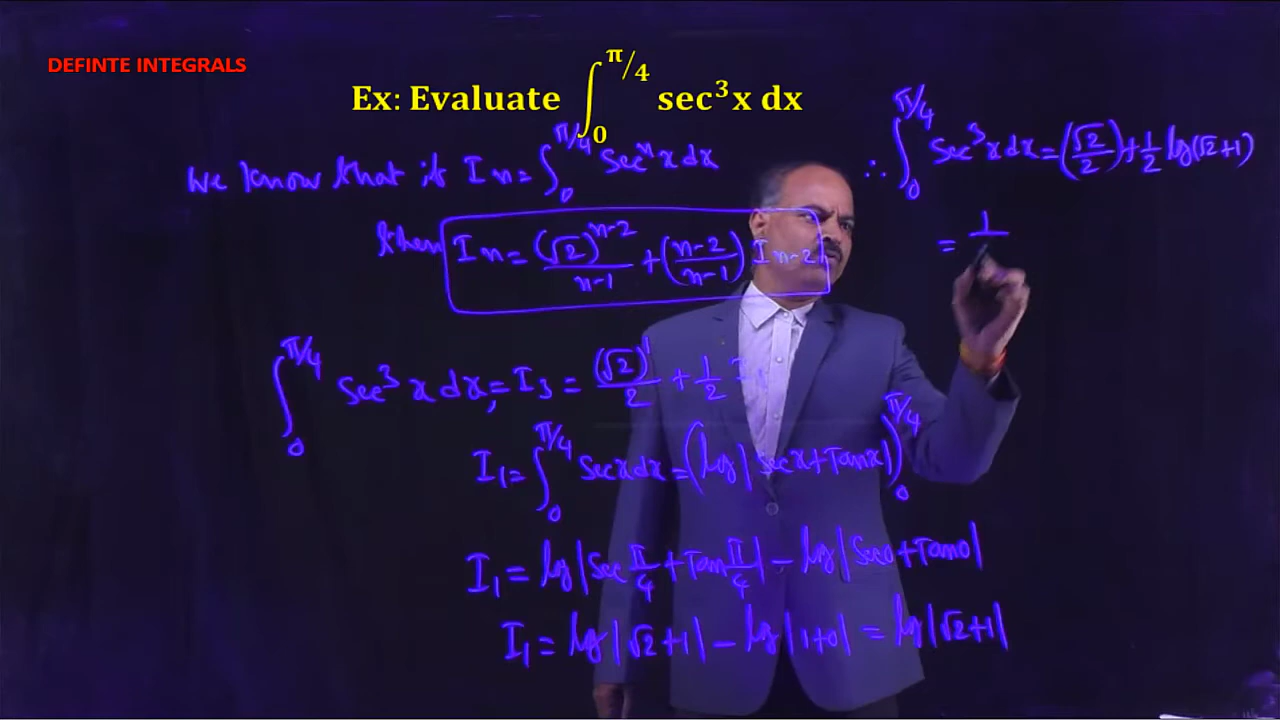 DEFINTE INTEGRALS
Ex: Evaluate ∫₀^{π/4} sec³x dx
We know that if Iₙ = ∫₀^{π/4} secⁿx dx
then Iₙ = (√2)^{n-2}/(n-1) + ((n-2)/(n-1)) Iₙ₋₂
∫₀^{π/4} Sec³x dx = I₃ = (√2)¹/2 + 1/2 I₁
I₁ = ∫₀^{π/4} Secx dx = (log|secx+Tanx|)₀^{π/4}
I₁ = log|Sec π/4 + Tan π/4| - log|Sec0+Tan0|
I₁ = log|√2+1| - log|1+0| = log|√2+1|
∴ ∫₀^{π/4} Sec³x dx = (√2/2) + 1/2 log(√2+1)
= 1/